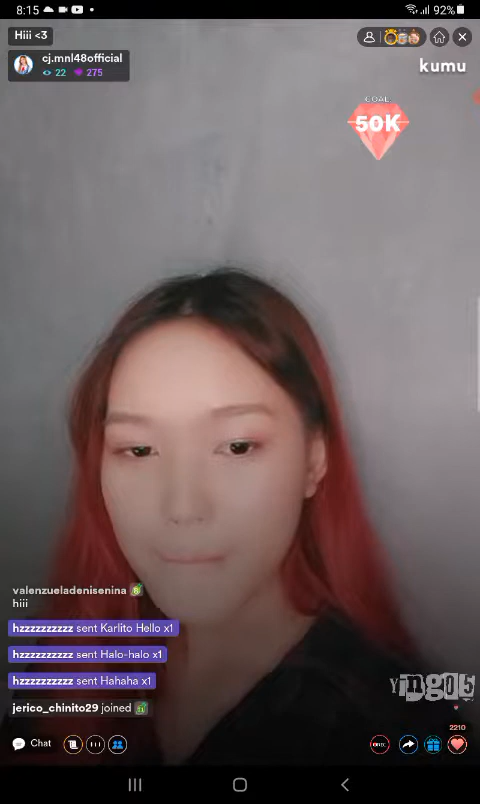 8:15
92%
Hiii <3
cj.mnl48official
22 275
kumu
GOAL
50K
valenzueladenisenina
hiii
hzzzzzzzzzz sent Karlito Hello x1
hzzzzzzzzzz sent Halo-halo x1
hzzzzzzzzzz sent Hahaha x1
jerico_chinito29 joined
Yingo5
2210
Chat